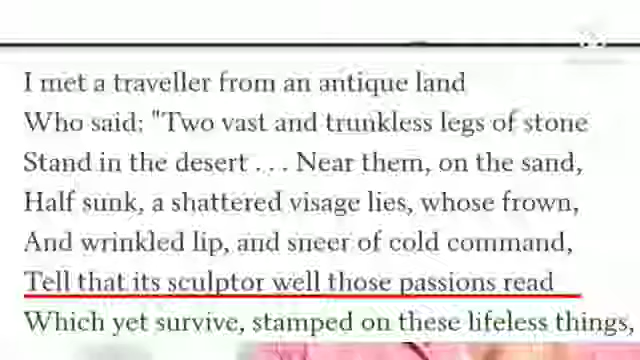 I met a traveller from an antique land
Who said: "Two vast and trunkless legs of stone
Stand in the desert . . . Near them, on the sand,
Half sunk, a shattered visage lies, whose frown,
And wrinkled lip, and sneer of cold command,
Tell that its sculptor well those passions read
Which yet survive, stamped on these lifeless things,